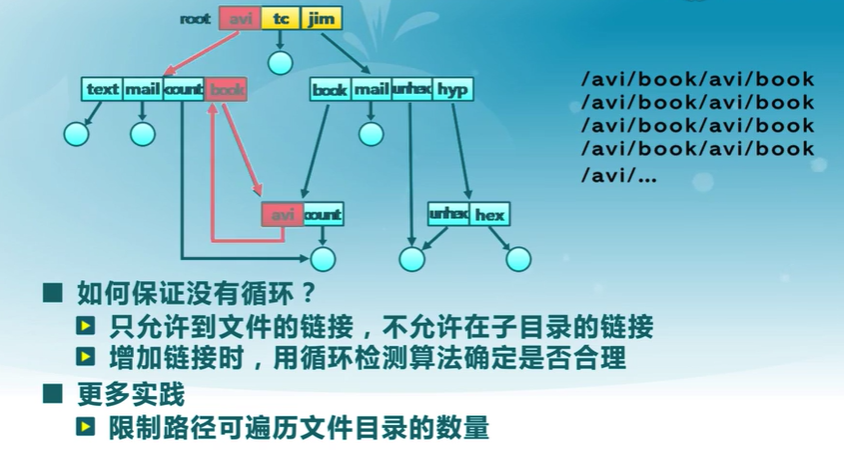 root avi tc jim
text mail count book
book mail unhex hyp
avi count
unhex hex
/avi/book/avi/book
/avi/book/avi/book
/avi/book/avi/book
/avi/book/avi/book
/avi/...
如何保证没有循环？
只允许到文件的链接，不允许在子目录的链接
增加链接时，用循环检测算法确定是否合理
更多实践
限制路径可遍历文件目录的数量